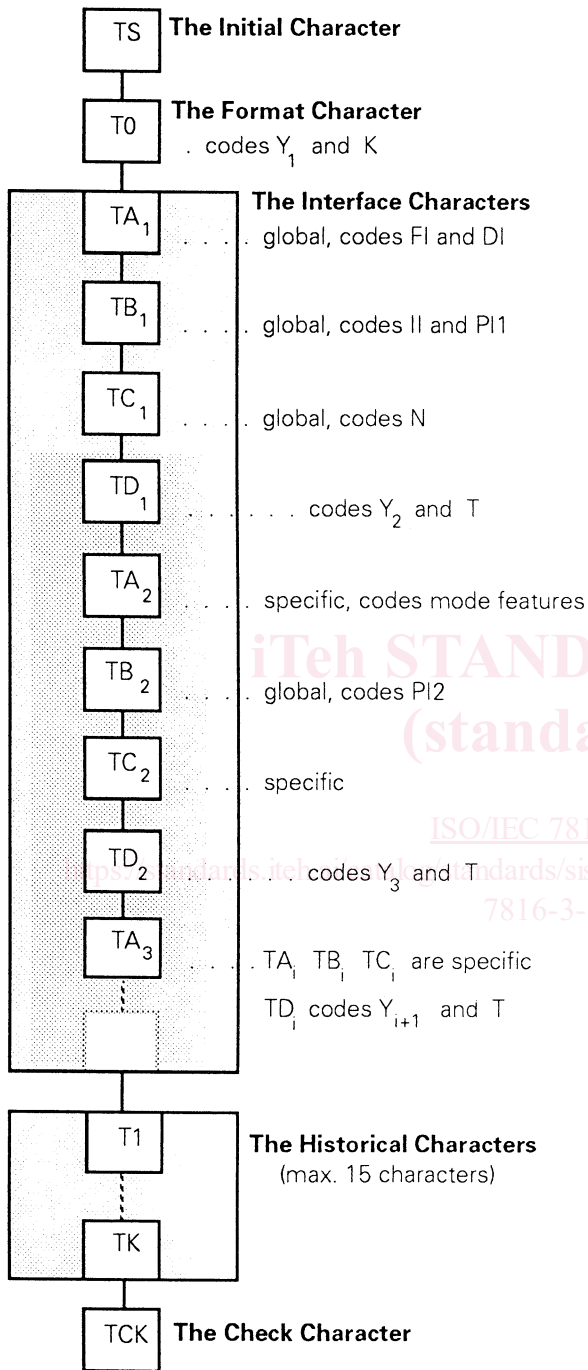 TS The Initial Character
T0 The Format Character
. codes Y1 and K
The Interface Characters
TA1 . . . . global, codes FI and DI
TB1 . . . . global, codes II and PI1
TC1 . . . . global, codes N
TD1 . . . . . . codes Y2 and T
TA2 . . . . specific, codes mode features
iTeh STAND
TB2 . . . . global, codes PI2
(standa
TC2 . . . . specific
ISO/IEC 781
TD2 . . . . . . codes Y3 and T
7816-3-
TA3 . . . . TAi TBi TCi are specific
TDi codes Yi+1 and T
T1 The Historical Characters
(max. 15 characters)
TK
TCK The Check Character